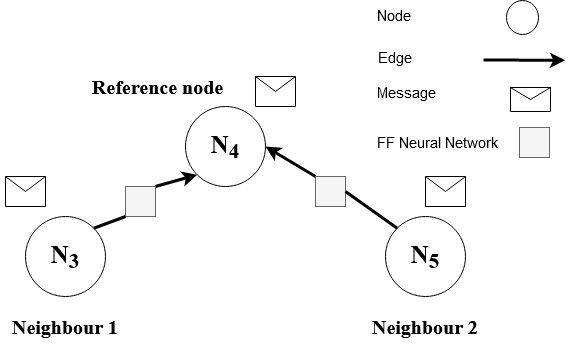 Node
Edge
Message
FF Neural Network
Reference node
N4
N3
N5
Neighbour 1
Neighbour 2